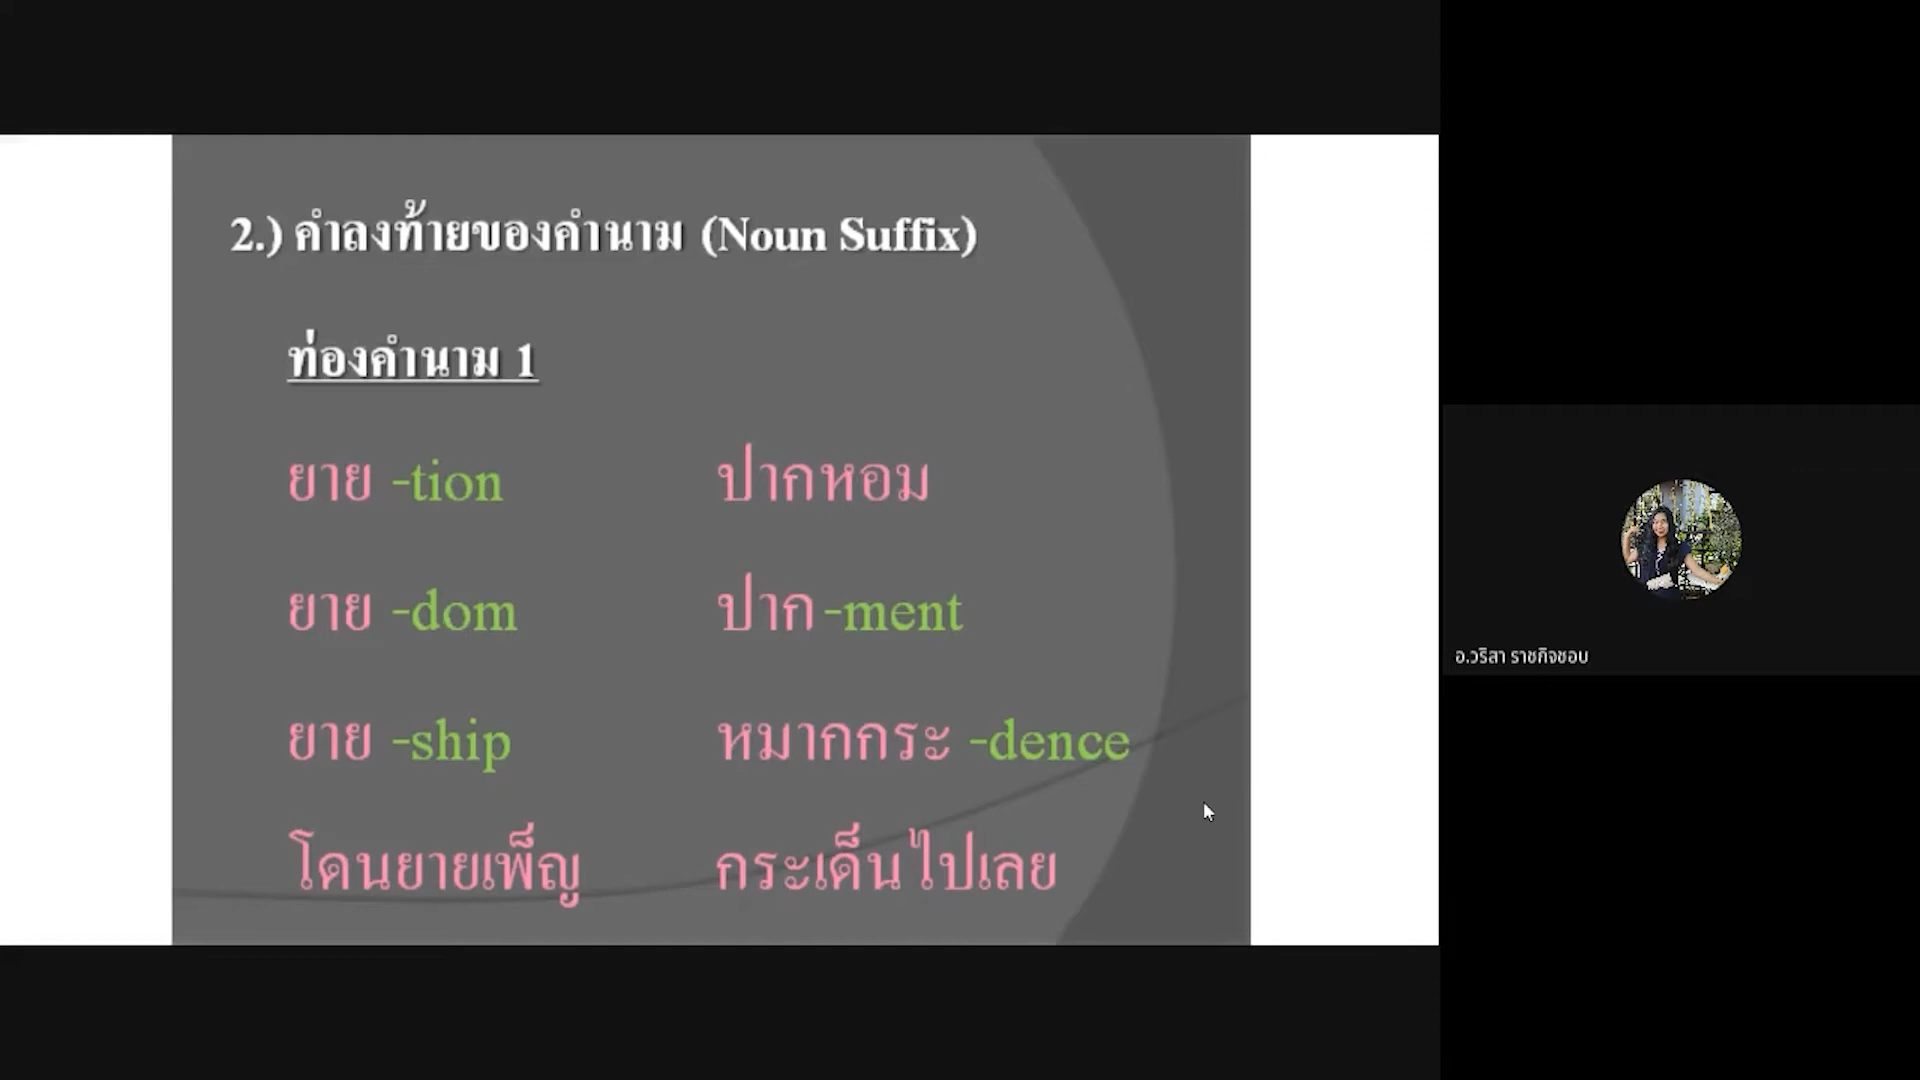 2.) คำลงท้ายของคำนาม (Noun Suffix)
ท่องคำนาม 1
ยาย -tion ปากหอม
ยาย -dom ปาก-ment
ยาย -ship หมากกระ -dence
โดนยายเพ็ญ กระเด็นไปเลย
อ.วริสา ราชกิจชอบ